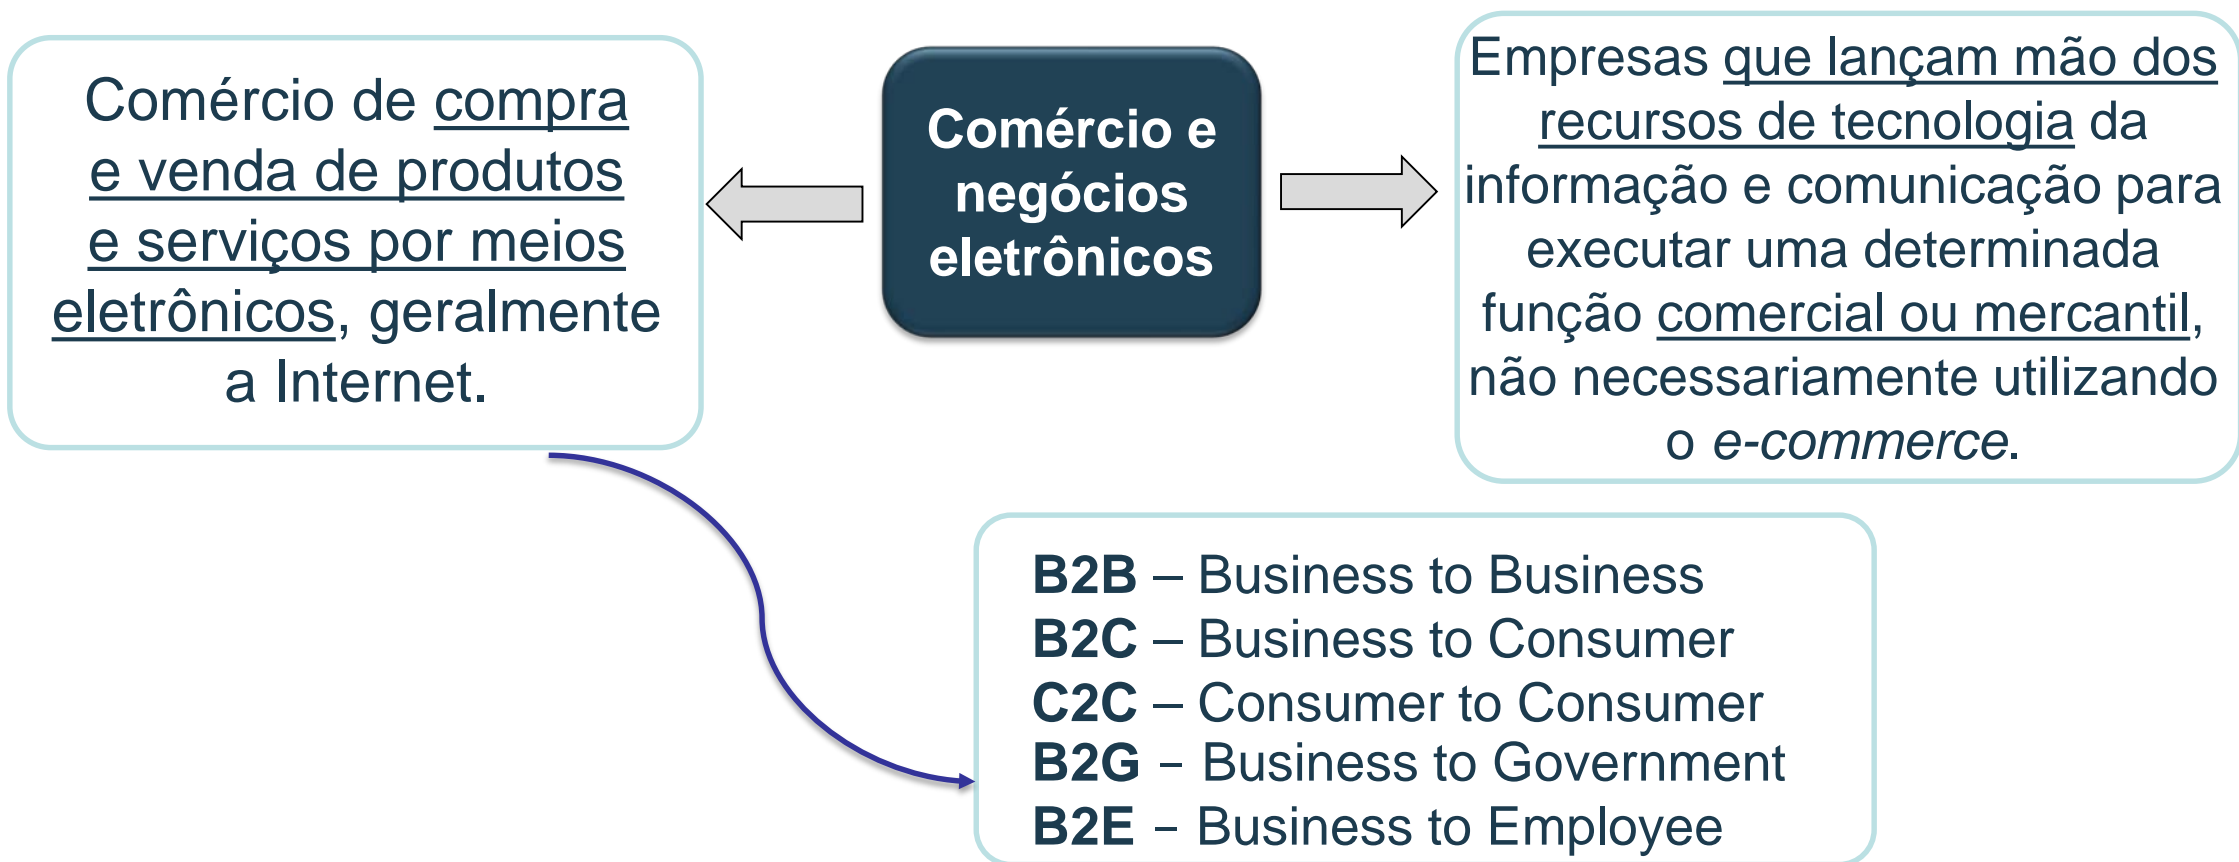 Comércio de compra
e venda de produtos
e serviços por meios
eletrônicos, geralmente
a Internet.
Comércio e
negócios
eletrônicos
Empresas que lançam mão dos
recursos de tecnologia da
informação e comunicação para
executar uma determinada
função comercial ou mercantil,
não necessariamente utilizando
o e-commerce.
B2B – Business to Business
B2C – Business to Consumer
C2C – Consumer to Consumer
B2G – Business to Government
B2E – Business to Employee